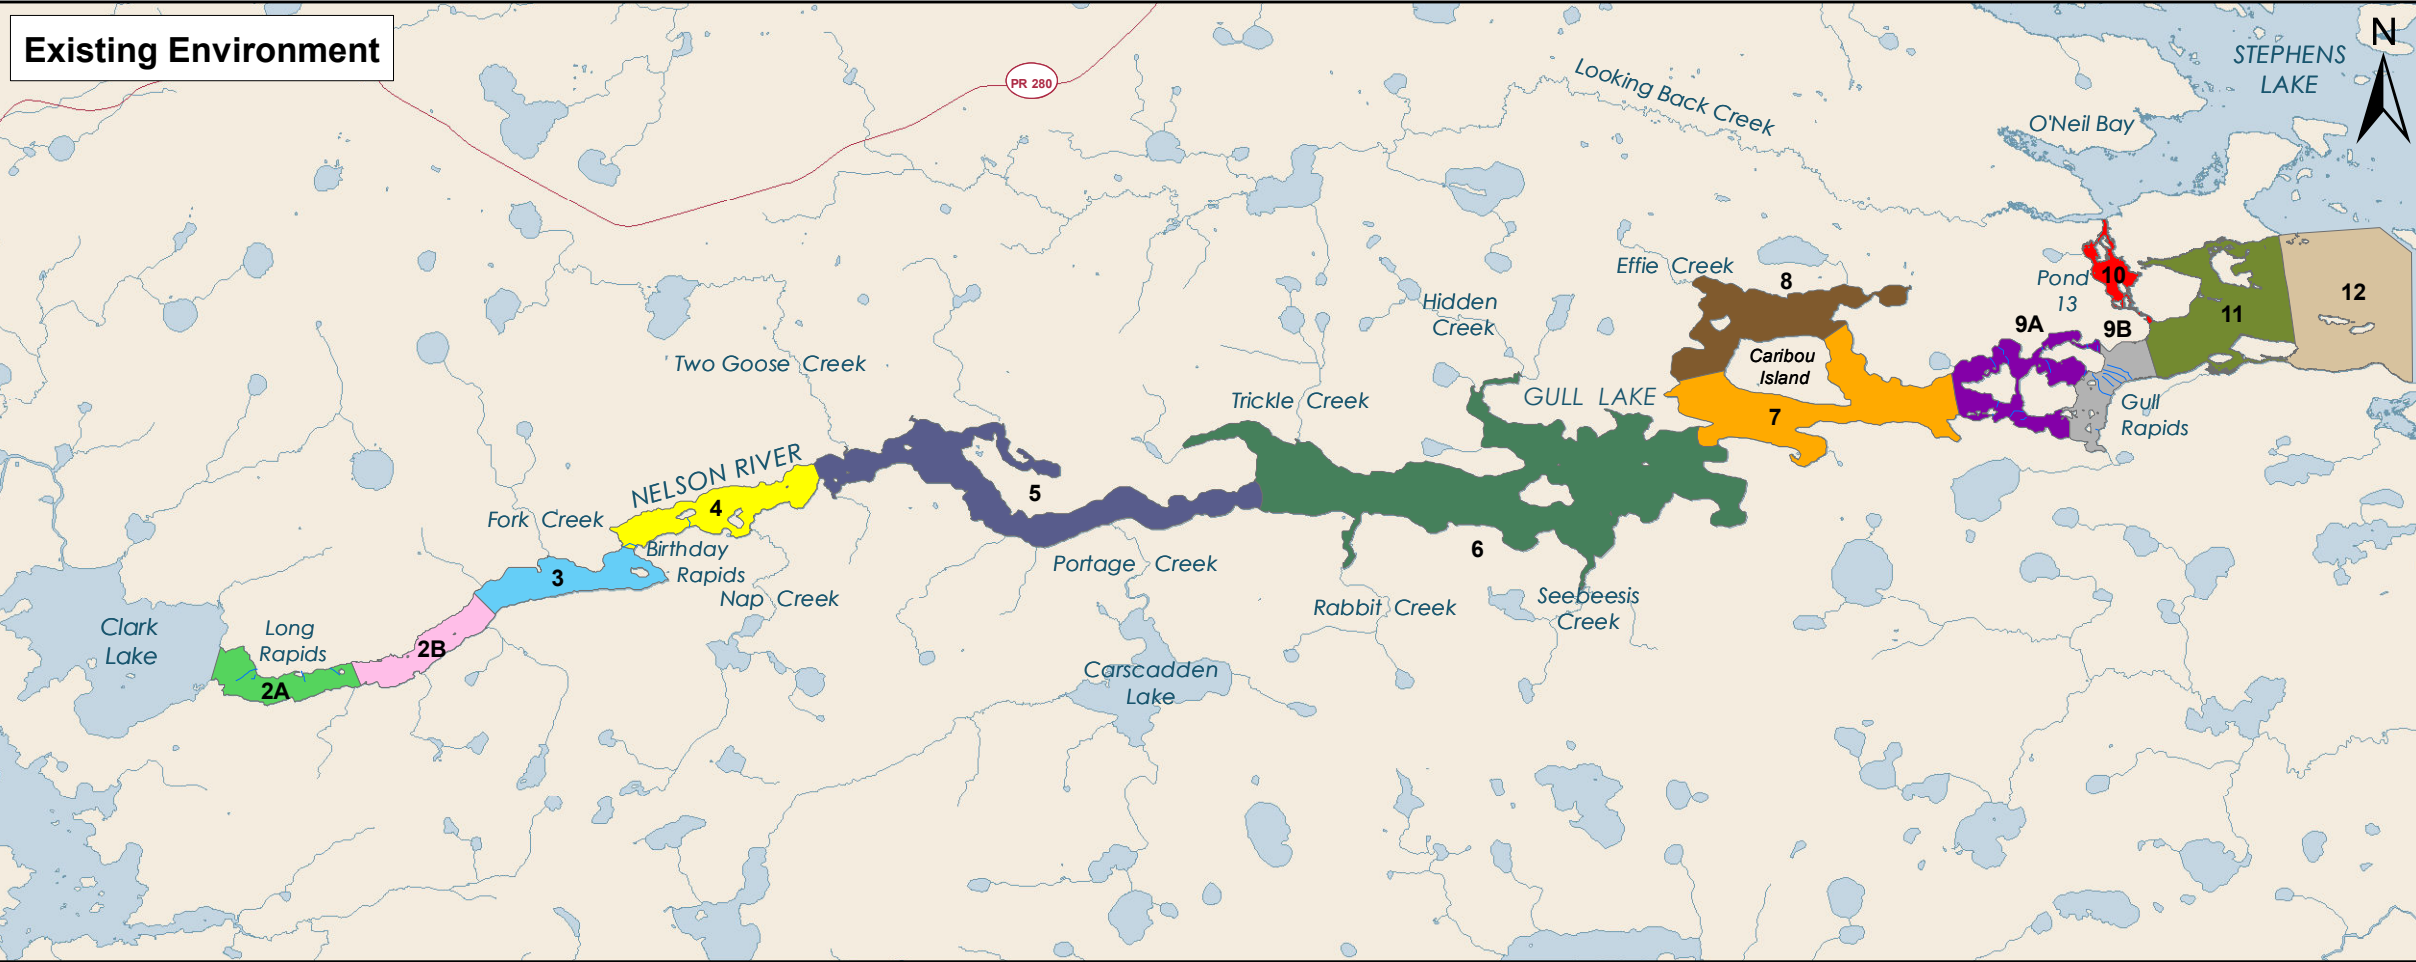 Existing Environment
N
STEPHENS
LAKE
PR 280
Looking Back Creek
O'Neil Bay
Effie Creek
8
Pond
13
10
12
11
Hidden
Creek
9A
9B
Two Goose Creek
Caribou
Island
Trickle Creek
GULL LAKE
7
Gull
Rapids
NELSON RIVER
5
4
Fork Creek
Birthday
Rapids
6
Portage Creek
3
Nap Creek
Rabbit Creek
Seebeesis
Creek
Clark
Lake
Long
Rapids
2B
2A
Carscadden
Lake